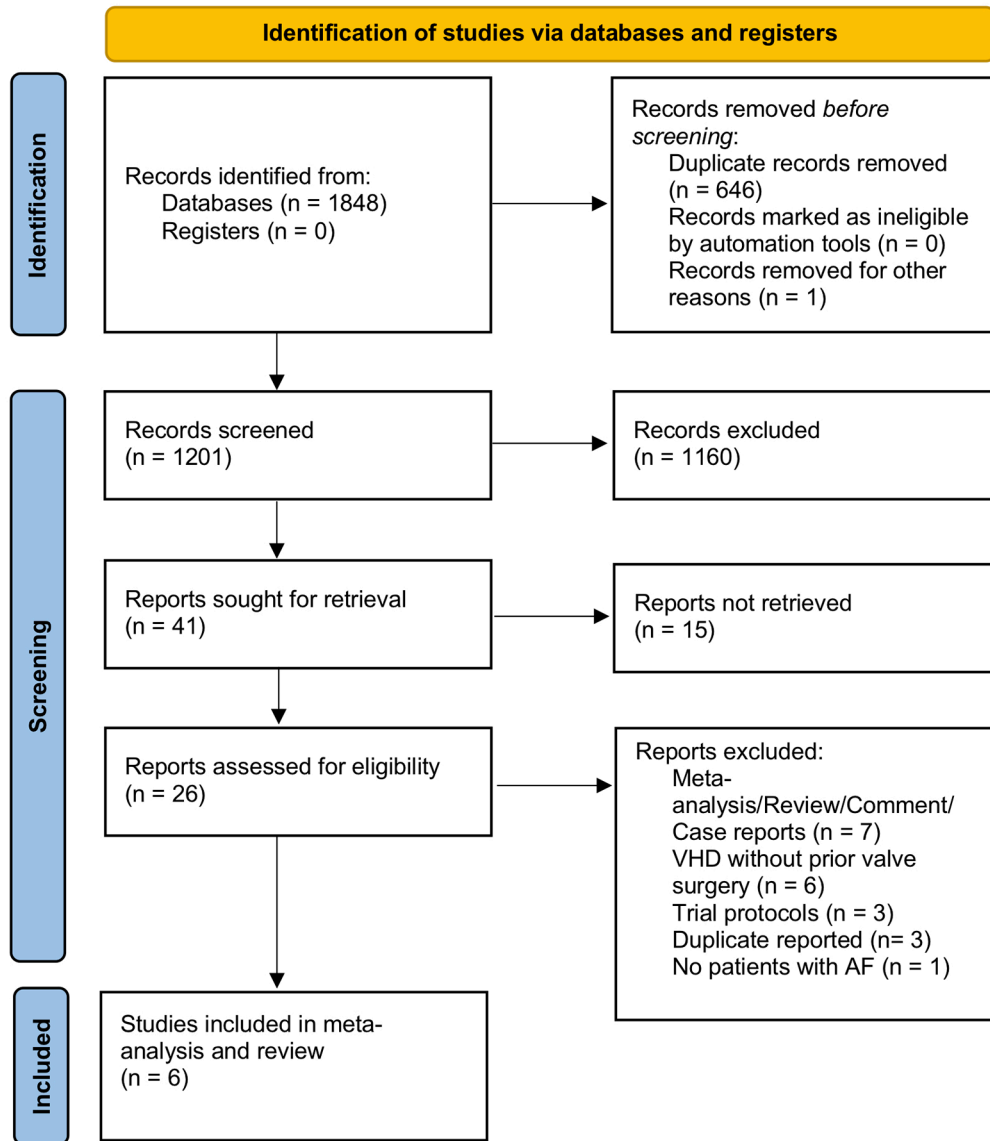 Identification of studies via databases and registers
Identification
Records identified from:
Databases (n = 1848)
Registers (n = 0)
Records removed before
screening:
Duplicate records removed
(n = 646)
Records marked as ineligible
by automation tools (n = 0)
Records removed for other
reasons (n = 1)
Screening
Records screened
(n = 1201)
Records excluded
(n = 1160)
Reports sought for retrieval
(n = 41)
Reports not retrieved
(n = 15)
Reports assessed for eligibility
(n = 26)
Reports excluded:
Meta-
analysis/Review/Comment/
Case reports (n = 7)
VHD without prior valve
surgery (n = 6)
Trial protocols (n = 3)
Duplicate reported (n= 3)
No patients with AF (n = 1)
Included
Studies included in meta-
analysis and review
(n = 6)